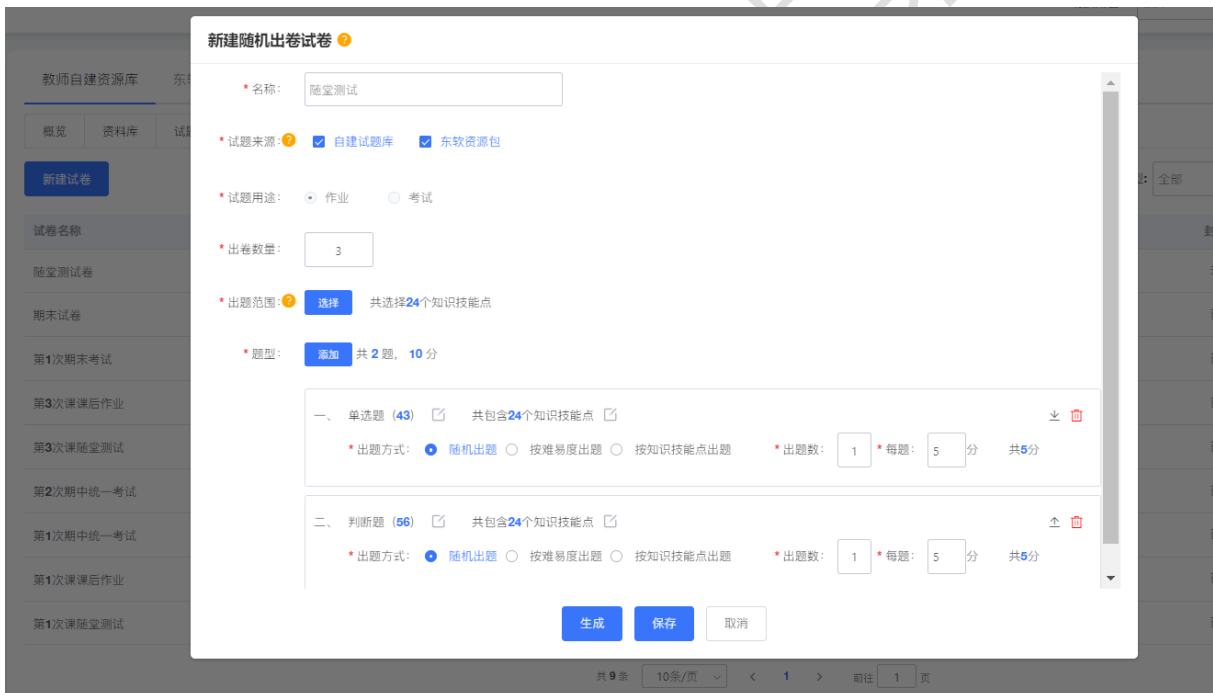 新建随机出卷试卷
教师自建资源库 东
* 名称: 随堂测试
概览 资料库
* 试题来源: 自建试题库 东软资源包
新建试卷
全部
* 试题用途: 作业 考试
试卷名称
* 出卷数量: 3
随堂测试卷
* 出题范围: 选择 共选择24个知识技能点
期末试卷
* 题型: 添加 共 2 题, 10 分
第1次期末考试
第3次课课后作业
一、 单选题 (43) 共包含24个知识技能点
第3次课随堂测试
* 出题方式: 随机出题 按难易度出题 按知识技能点出题 * 出题数: 1 * 每题: 5 分 共5分
第2次期中统一考试
二、 判断题 (56) 共包含24个知识技能点
第1次期中统一考试
* 出题方式: 随机出题 按难易度出题 按知识技能点出题 * 出题数: 1 * 每题: 5 分 共5分
第1次课课后作业
第1次课随堂测试
生成 保存 取消
共 9 条 10条/页 < 1 > 前往 1 页